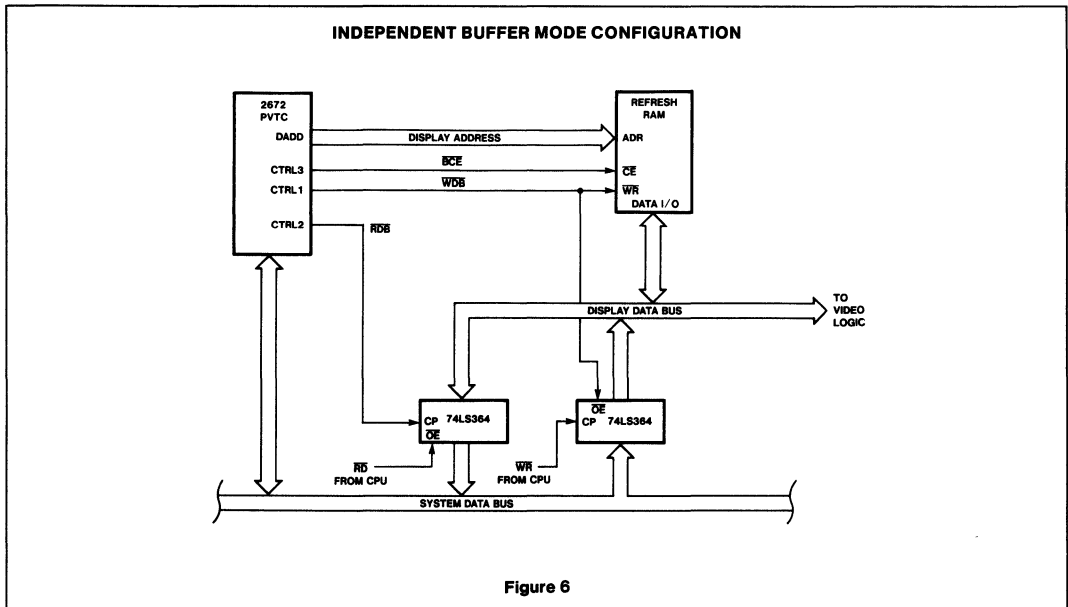 INDEPENDENT BUFFER MODE CONFIGURATION
2672
PVTC
DADD
CTRL3
CTRL1
CTRL2
DISPLAY ADDRESS
BCE
WDB
RDB
REFRESH
RAM
ADR
CE
WR
DATA I/O
DISPLAY DATA BUS
TO
VIDEO
LOGIC
CP 74LS364
OE
OE
CP 74LS364
RD
FROM CPU
WR
FROM CPU
SYSTEM DATA BUS
Figure 6